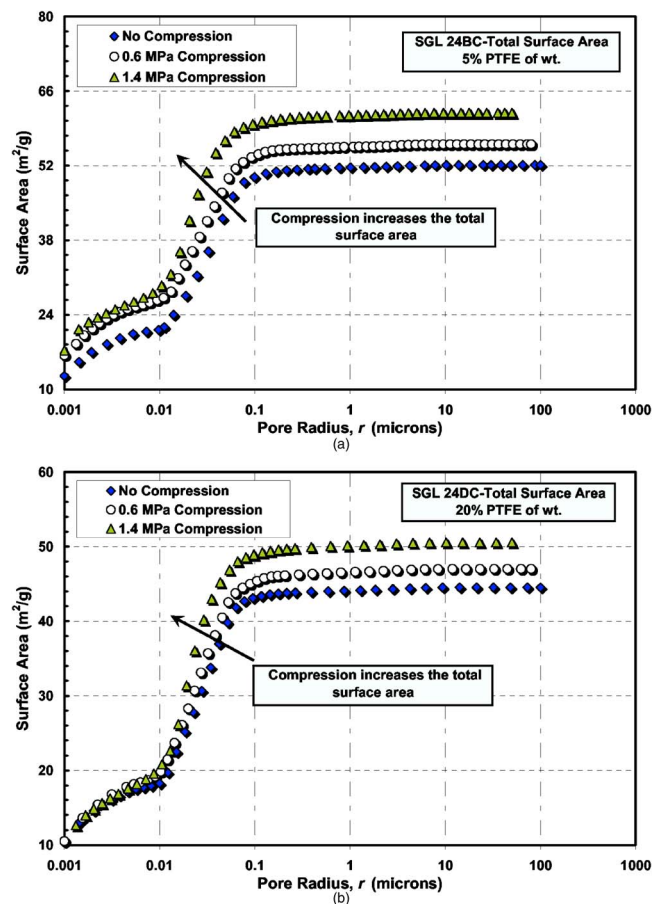 80
66
52
38
24
10
Surface Area (m²/g)
No Compression
0.6 MPa Compression
1.4 MPa Compression
SGL 24BC-Total Surface Area
5% PTFE of wt.
Compression increases the total
surface area
0.001 0.01 0.1 1 10 100 1000
Pore Radius, r (microns)
(a)
60
50
40
30
20
10
Surface Area (m²/g)
No Compression
0.6 MPa Compression
1.4 MPa Compression
SGL 24DC-Total Surface Area
20% PTFE of wt.
Compression increases the total
surface area
0.001 0.01 0.1 1 10 100 1000
Pore Radius, r (microns)
(b)